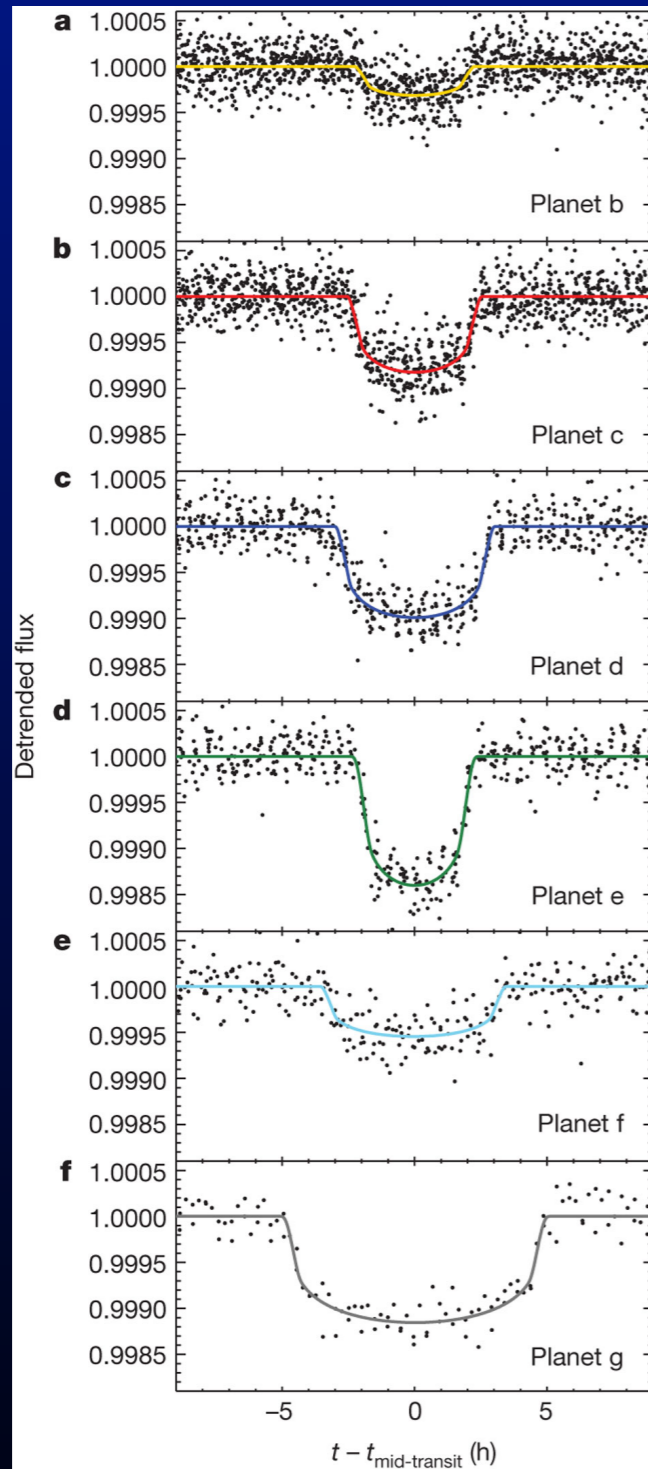 a
1.0005
1.0000
0.9995
0.9990
0.9985
Planet b
b
1.0005
1.0000
0.9995
0.9990
0.9985
Planet c
c
1.0005
1.0000
0.9995
0.9990
0.9985
Planet d
Detrended flux
d
1.0005
1.0000
0.9995
0.9990
0.9985
Planet e
e
1.0005
1.0000
0.9995
0.9990
0.9985
Planet f
f
1.0005
1.0000
0.9995
0.9990
0.9985
Planet g
–5 0 5
t – tmid-transit (h)